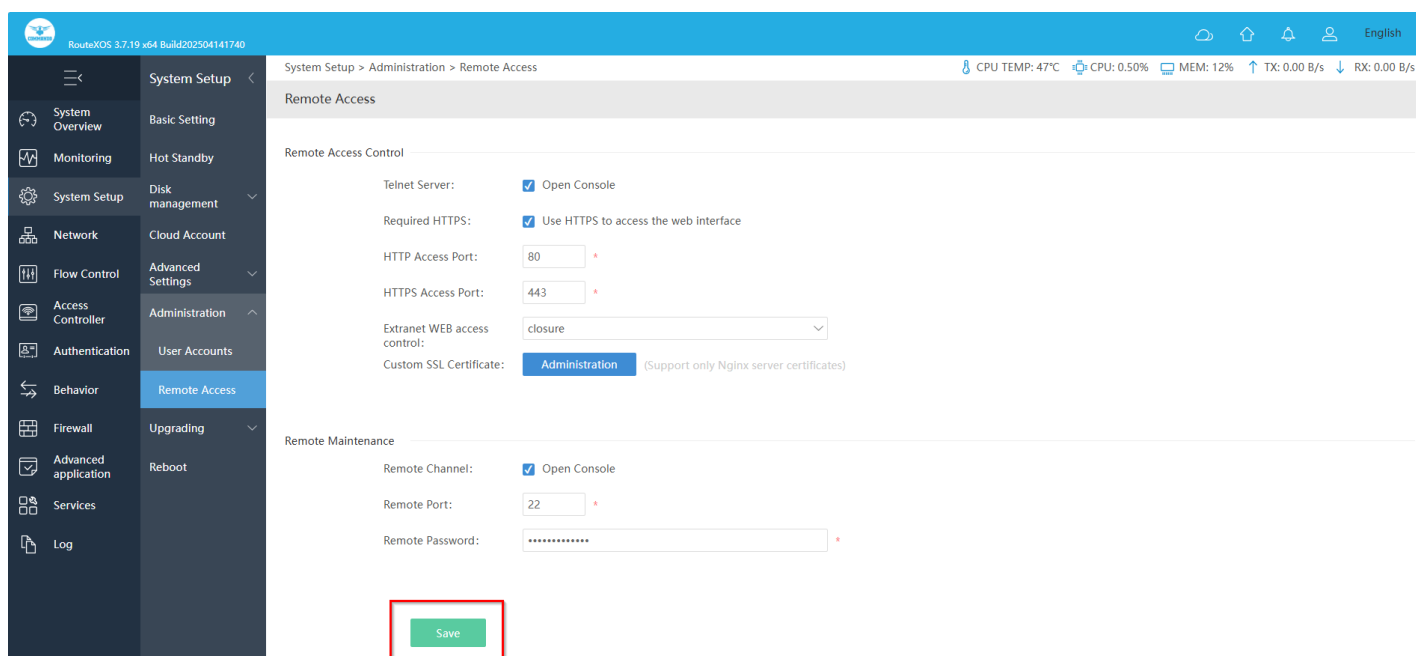 RouteXOS 3.7.19 x64 Build202504141740
English
System Setup
System Setup > Administration > Remote Access
CPU TEMP: 47℃ CPU: 0.50% MEM: 12% TX: 0.00 B/s RX: 0.00 B/s
Remote Access
System
Overview
Monitoring
System Setup
Network
Flow Control
Access
Controller
Authentication
Behavior
Firewall
Advanced
application
Services
Log
Basic Setting
Hot Standby
Disk
management
Cloud Account
Advanced
Settings
Administration
User Accounts
Remote Access
Upgrading
Reboot
Remote Access Control
Telnet Server: Open Console
Required HTTPS: Use HTTPS to access the web interface
HTTP Access Port: 80 *
HTTPS Access Port: 443 *
Extranet WEB access
control: closure
Custom SSL Certificate: Administration (Support only Nginx server certificates)
Remote Maintenance
Remote Channel: Open Console
Remote Port: 22 *
Remote Password: ••••••••••••• *
Save